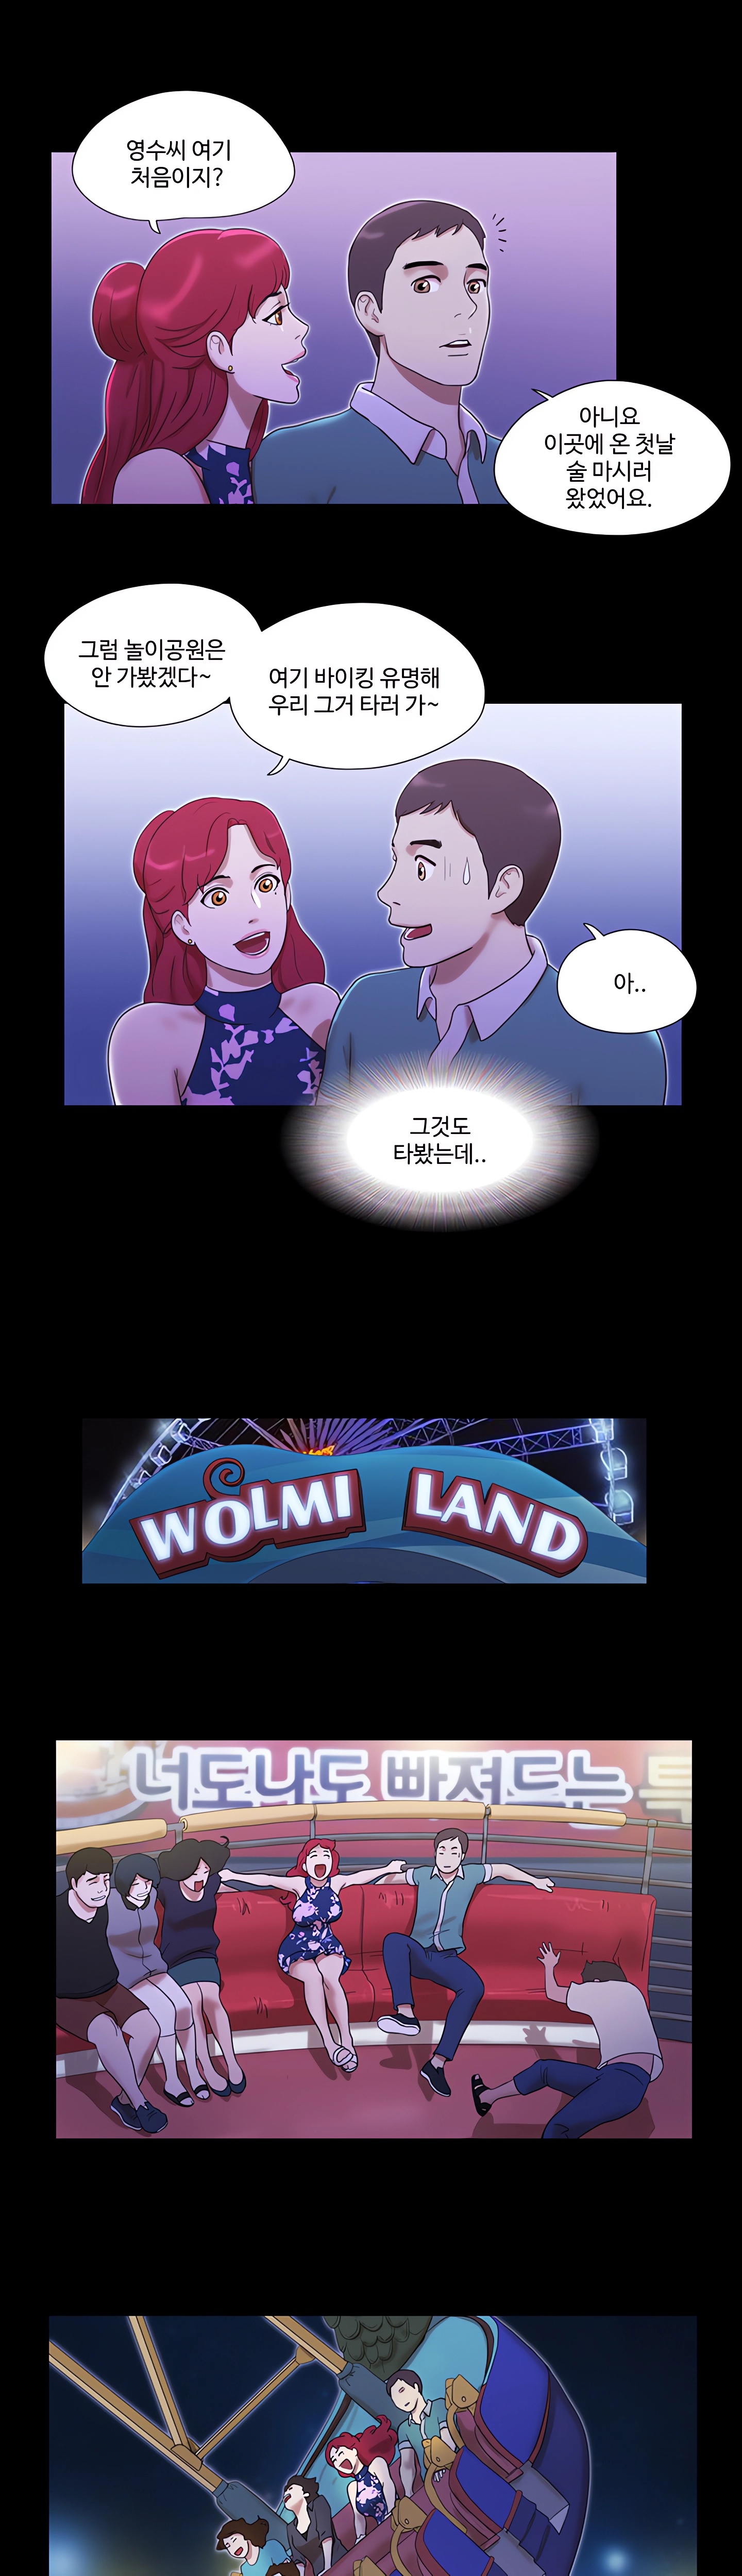 영수씨 여기
처음이지?
아니요
이곳에 온 첫날
술 마시러
왔었어요.
그럼 놀이공원은
안 가봤겠다~
여기 바이킹 유명해
우리 그거 타러 가~
아..
그것도
타봤는데..
WOLMI LAND
너도나도 빠져드는